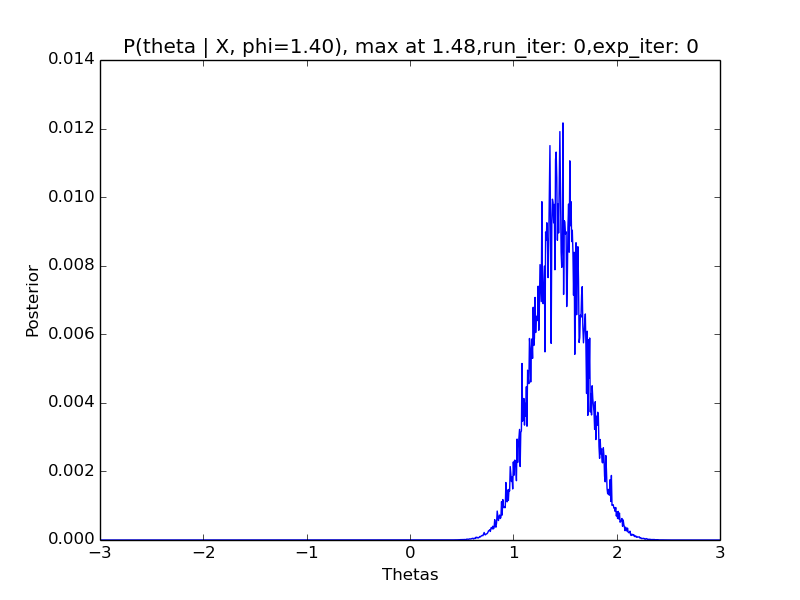 P(theta | X, phi=1.40), max at 1.48,run_iter: 0,exp_iter: 0
0.014
0.012
0.010
0.008
0.006
0.004
0.002
0.000
Posterior
−3 −2 −1 0 1 2 3
Thetas